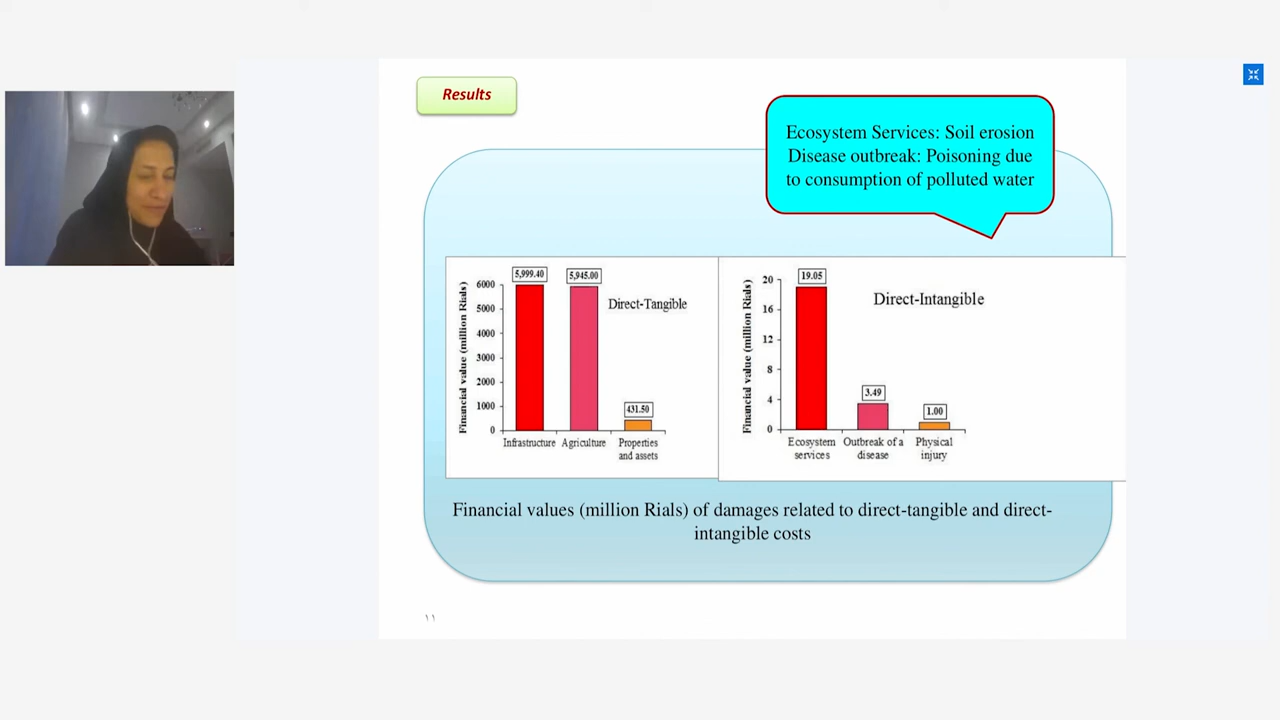 Results
Ecosystem Services: Soil erosion
Disease outbreak: Poisoning due
to consumption of polluted water
Financial value (million Rials)
6000
5000
4000
3000
2000
1000
0
5,999.40
5,945.00
431.50
Direct-Tangible
Infrastructure
Agriculture
Properties
and assets
Financial value (million Rials)
20
16
12
8
4
0
19.05
3.49
1.00
Direct-Intangible
Ecosystem
services
Outbreak of a
disease
Physical
injury
Financial values (million Rials) of damages related to direct-tangible and direct-
intangible costs
۱۱